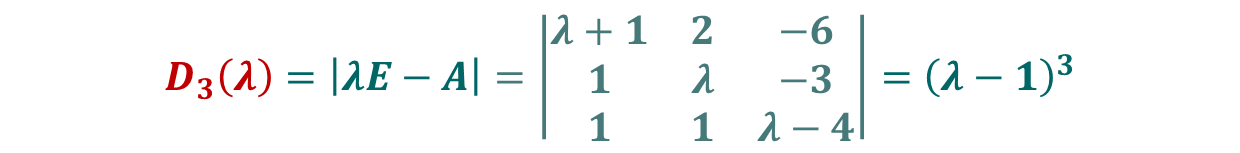 D₃(λ) = |λE − A| = | λ + 1 2 −6 | = (λ − 1)³
| 1 λ −3 |
| 1 1 λ − 4 |